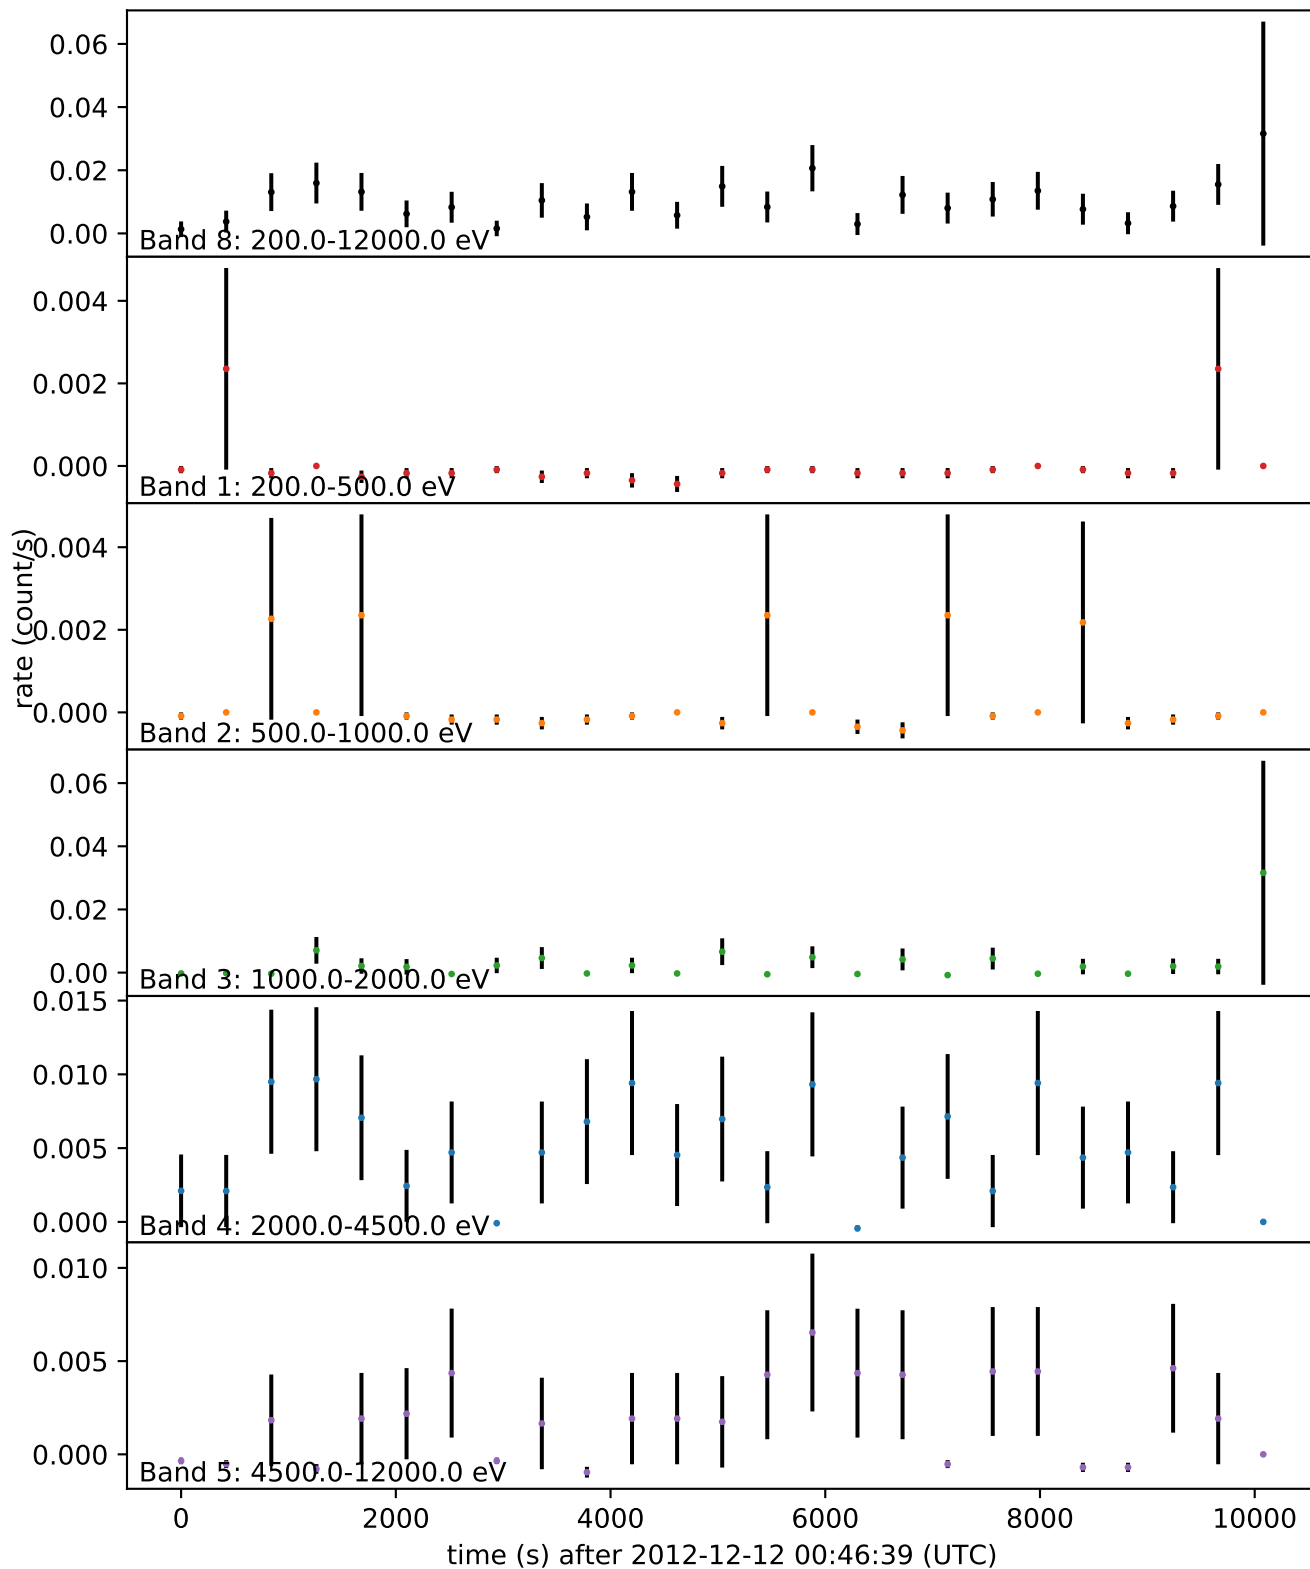 0.06
0.04
0.02
0.00
Band 8: 200.0-12000.0 eV
0.004
0.002
0.000
Band 1: 200.0-500.0 eV
rate (count/s)
0.004
0.002
0.000
Band 2: 500.0-1000.0 eV
0.06
0.04
0.02
0.00
Band 3: 1000.0-2000.0 eV
0.015
0.010
0.005
0.000
Band 4: 2000.0-4500.0 eV
0.010
0.005
0.000
Band 5: 4500.0-12000.0 eV
0 2000 4000 6000 8000 10000
time (s) after 2012-12-12 00:46:39 (UTC)